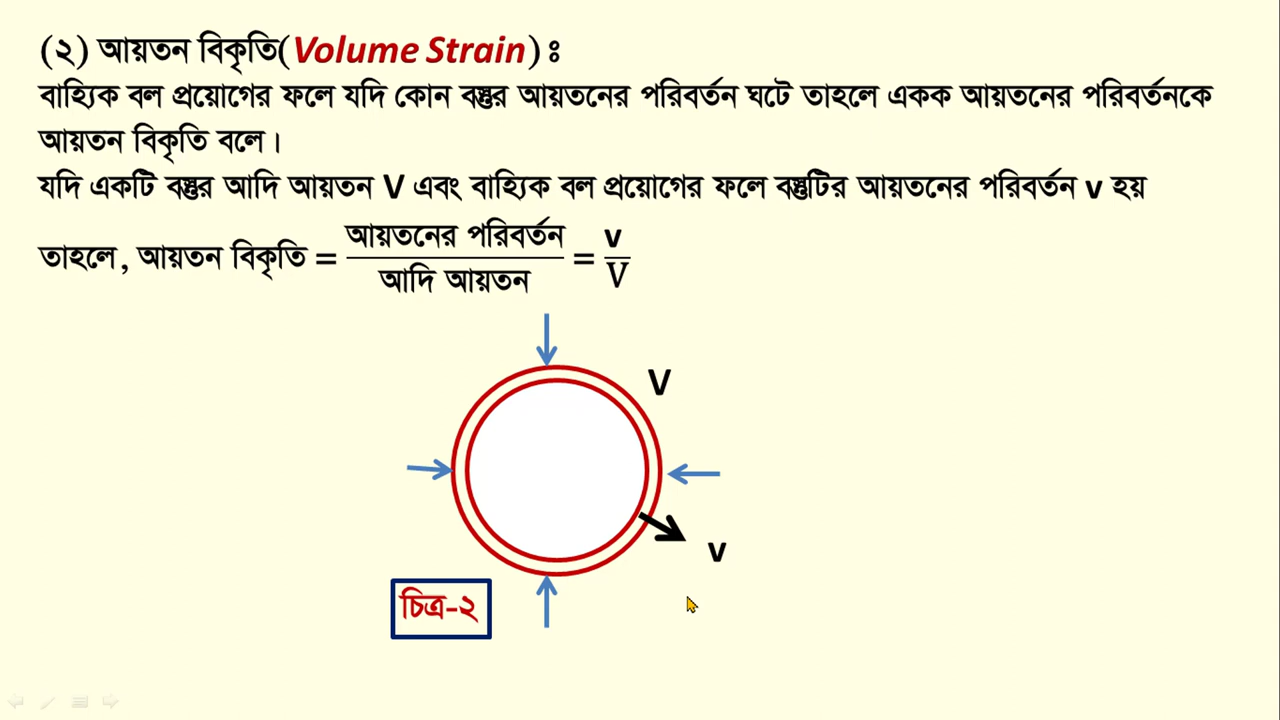 (২) আয়তন বিকৃতি(Volume Strain)ঃ
বাহ্যিক বল প্রয়োগের ফলে যদি কোন বস্তুর আয়তনের পরিবর্তন ঘটে তাহলে একক আয়তনের পরিবর্তনকে
আয়তন বিকৃতি বলে।
যদি একটি বস্তুর আদি আয়তন V এবং বাহ্যিক বল প্রয়োগের ফলে বস্তুটির আয়তনের পরিবর্তন v হয়
তাহলে, আয়তন বিকৃতি = আয়তনের পরিবর্তন / আদি আয়তন = v / V
V
v
চিত্র-২